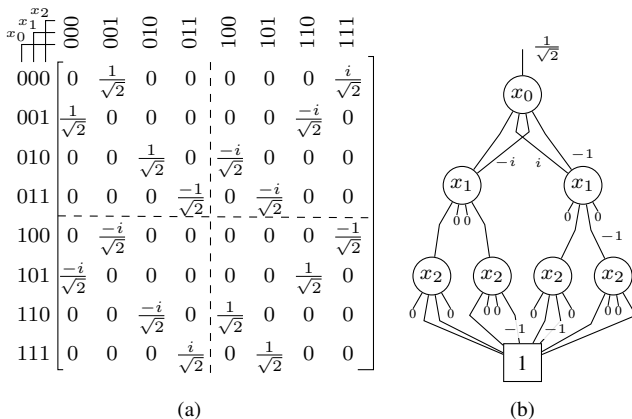 x₂
x₁
x₀
000 001 010 011 100 101 110 111
000 0 1/√2 0 0 0 0 0 i/√2
001 1/√2 0 0 0 0 0 -i/√2 0
010 0 0 1/√2 0 -i/√2 0 0 0
011 0 0 0 -1/√2 0 -i/√2 0 0
100 0 -i/√2 0 0 0 0 0 -1/√2
101 -i/√2 0 0 0 0 0 1/√2 0
110 0 0 -i/√2 0 1/√2 0 0 0
111 0 0 0 i/√2 0 1/√2 0 0
(a)
1/√2
x₀
-i i -1
x₁ x₁
0 0 0 0 0
-1
x₂ x₂ x₂ x₂
0 0 0 0 0 0 0 0
-1 -1
1
(b)